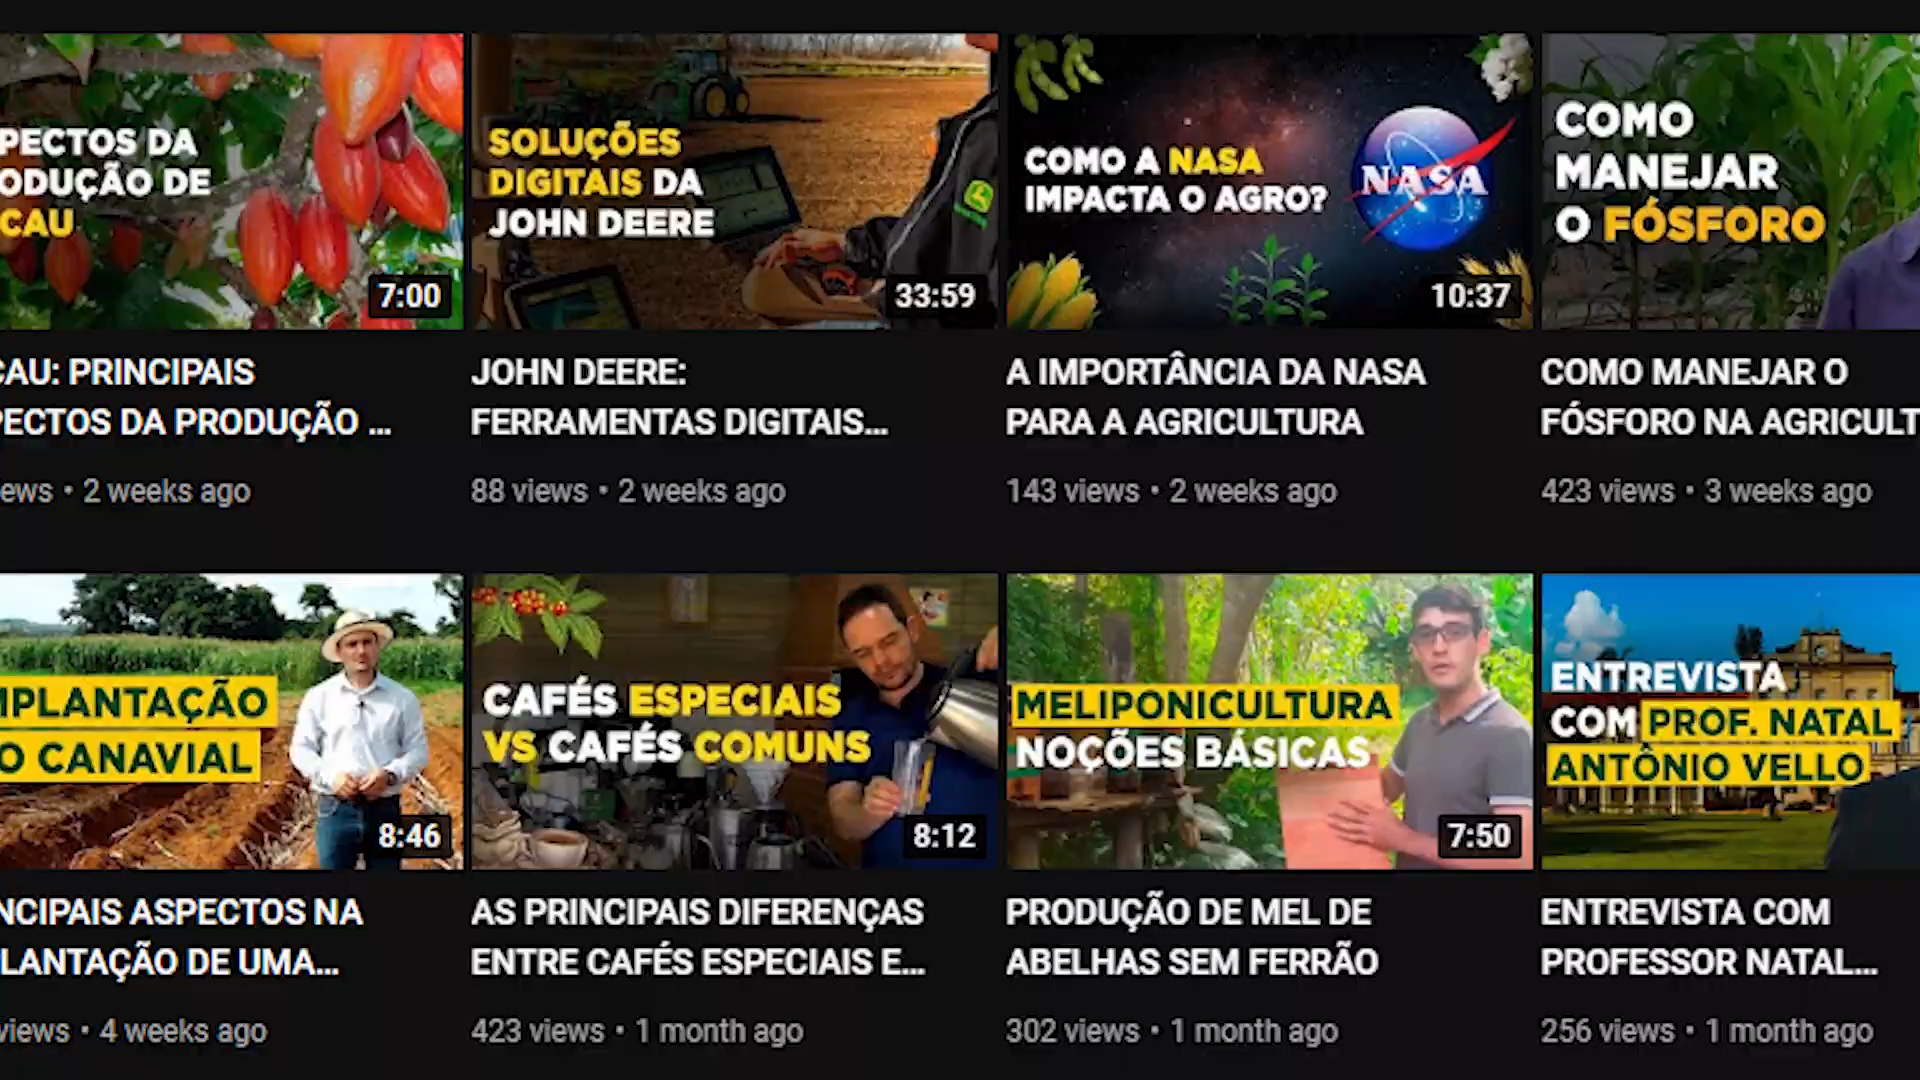 PECTOS DA
ODUÇÃO DE
CAU
7:00
SOLUÇÕES
DIGITAIS DA
JOHN DEERE
33:59
COMO A NASA
IMPACTA O AGRO?
NASA
10:37
COMO
MANEJAR
O FÓSFORO
CAU: PRINCIPAIS
PECTOS DA PRODUÇÃO ...
ews • 2 weeks ago
JOHN DEERE:
FERRAMENTAS DIGITAIS...
88 views • 2 weeks ago
A IMPORTÂNCIA DA NASA
PARA A AGRICULTURA
143 views • 2 weeks ago
COMO MANEJAR O
FÓSFORO NA AGRICULT
423 views • 3 weeks ago
MPLANTAÇÃO
O CANAVIAL
8:46
CAFÉS ESPECIAIS
VS CAFÉS COMUNS
8:12
MELIPONICULTURA
NOÇÕES BÁSICAS
7:50
ENTREVISTA
COM PROF. NATAL
ANTÔNIO VELLO
NCIPAIS ASPECTOS NA
LANTAÇÃO DE UMA...
views • 4 weeks ago
AS PRINCIPAIS DIFERENÇAS
ENTRE CAFÉS ESPECIAIS E...
423 views • 1 month ago
PRODUÇÃO DE MEL DE
ABELHAS SEM FERRÃO
302 views • 1 month ago
ENTREVISTA COM
PROFESSOR NATAL...
256 views • 1 month ago